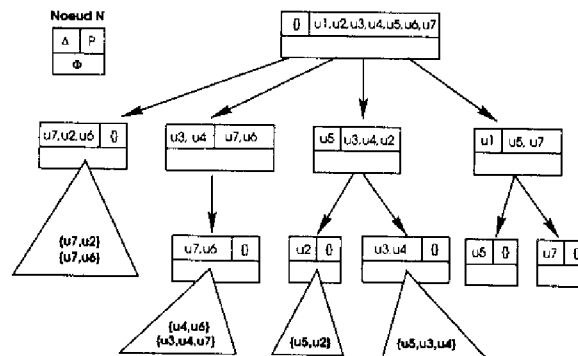 Noeud N
Δ P
Φ
{} u1,u2,u3,u4,u5,u6,u7
u7,u2,u6 {}
u3, u4 u7,u6
u5 u3,u4,u2
u1 u5, u7
u7,u6 {}
u2 {}
u3,u4 {}
u5 {}
u7 {}
{u7,u2}
{u7,u6}
{u4,u6}
{u3,u4,u7}
{u5,u2}
{u5,u3,u4}